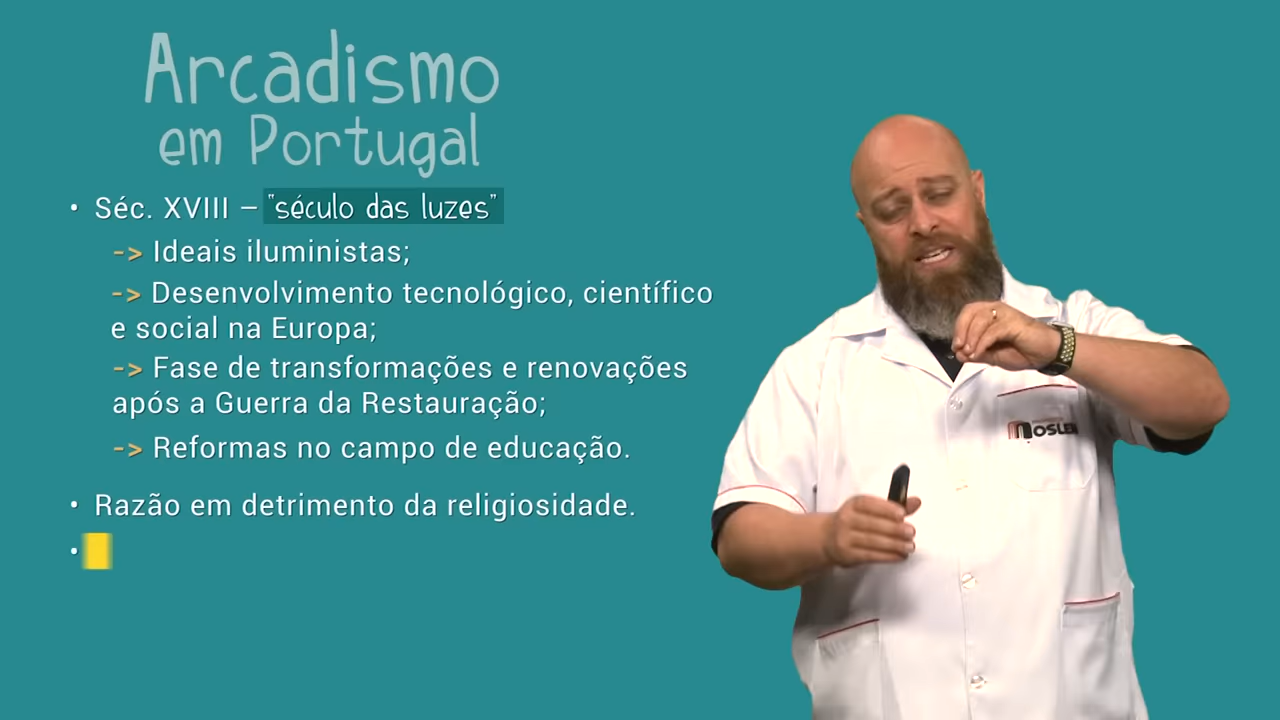 Arcadismo
em Portugal
• Séc. XVIII – "século das luzes"
-> Ideais iluministas;
-> Desenvolvimento tecnológico, científico
e social na Europa;
-> Fase de transformações e renovações
após a Guerra da Restauração;
-> Reformas no campo de educação.
• Razão em detrimento da religiosidade.
•